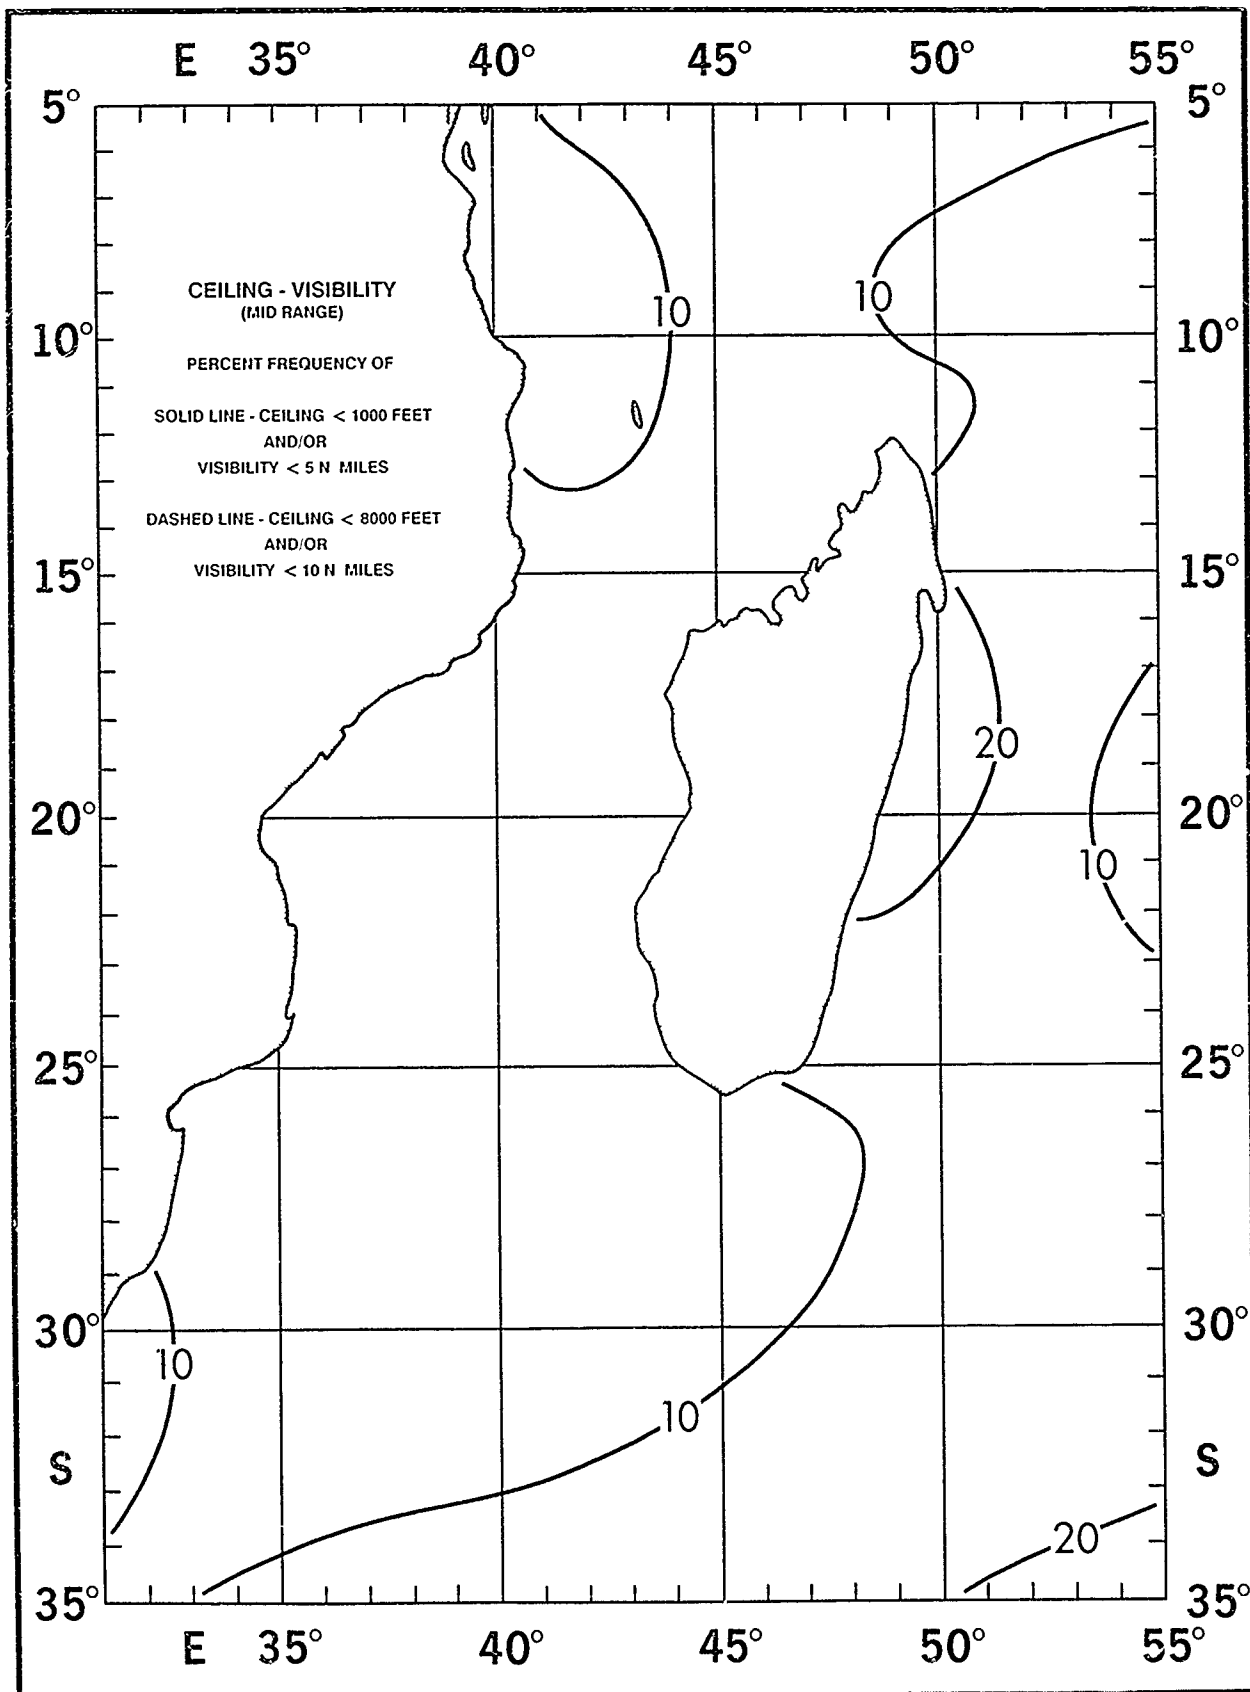 E 35° 40° 45° 50° 55°
5° 5°
CEILING - VISIBILITY
(MID RANGE)
10 10
10° 10°
PERCENT FREQUENCY OF
SOLID LINE - CEILING < 1000 FEET
AND/OR
VISIBILITY < 5 N MILES
DASHED LINE - CEILING < 8000 FEET
AND/OR
VISIBILITY < 10 N MILES
15° 15°
20
20° 20°
10
25° 25°
30° 30°
10
10
S S
20
35° 35°
E 35° 40° 45° 50° 55°